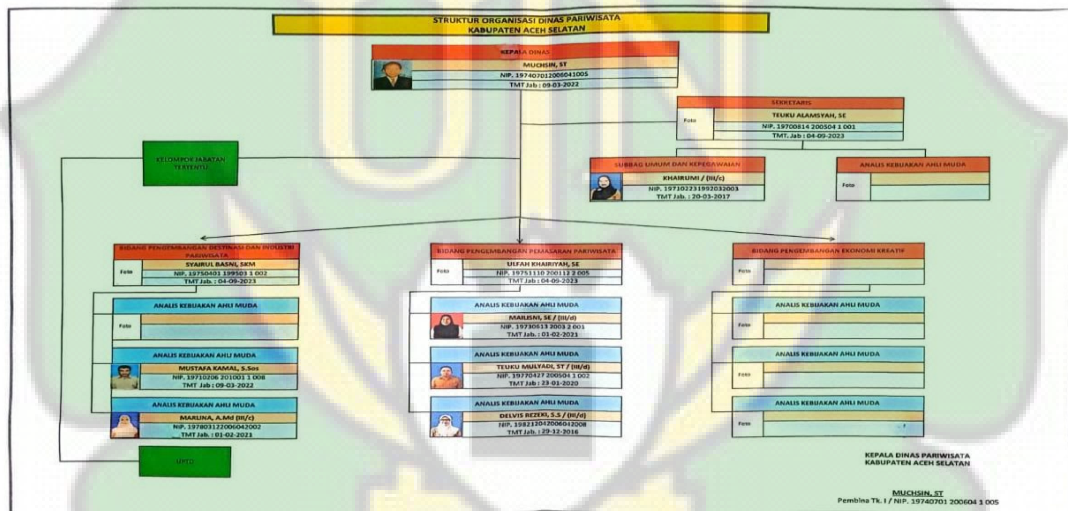 STRUKTUR ORGANISASI DINAS PARIWISATA
KABUPATEN ACEH SELATAN
KEPALA DINAS
MUCHSIN, ST
NIP. 197407012006041005
TMT Jab : 09-03-2022
SEKRETARIS
Foto
TEUKU ALAMSYAH, SE
NIP. 19700814 200504 1 001
TMT. Jab : 04-09-2023
KELOMPOK JABATAN
TERTENTU
SUBBAG UMUM DAN KEPEGAWAIAN
KHAIRUMI / (III/c)
NIP. 197102231992032003
TMT Jab. : 20-03-2017
ANALIS KEBIJAKAN AHLI MUDA
Foto
BIDANG PENGEMBANGAN DESTINASI DAN INDUSTRI
PARIWISATA
Foto
SYAIRUL BASNI, SKM
NIP. 19750401 199503 1 002
TMT Jab. : 04-09-2023
ANALIS KEBIJAKAN AHLI MUDA
Foto
ANALIS KEBIJAKAN AHLI MUDA
MUSTAFA KAMAL, S.Sos
NIP. 19710206 201001 1 008
TMT Jab : 09-03-2022
ANALIS KEBIJAKAN AHLI MUDA
MARLINA, A.Md (III/c)
NIP. 197803122006042002
TMT Jab. : 01-02-2021
UPTD
BIDANG PENGEMBANGAN PEMASARAN PARIWISATA
Foto
ULFAH KHAIRIYAH, SE
NIP. 19751110 200112 2 005
TMT Jab : 04-09-2023
ANALIS KEBIJAKAN AHLI MUDA
MAILISNI, SE / (III/d)
NIP. 19730613 2003 2 001
TMT Jab. : 01-02-2021
ANALIS KEBIJAKAN AHLI MUDA
TEUKU MULYADI, ST / (III/d)
NIP. 19770427 200504 1 002
TMT Jab : 23-01-2020
ANALIS KEBIJAKAN AHLI MUDA
DELVIS REZEKI, S.S / (III/d)
NIP. 198212042006042008
TMT Jab. : 29-12-2016
BIDANG PENGEMBANGAN EKONOMI KREATIF
Foto
ANALIS KEBIJAKAN AHLI MUDA
Foto
ANALIS KEBIJAKAN AHLI MUDA
Foto
ANALIS KEBIJAKAN AHLI MUDA
Foto
KEPALA DINAS PARIWISATA
KABUPATEN ACEH SELATAN
MUCHSIN, ST
Pembina Tk. I / NIP. 19740701 200604 1 005